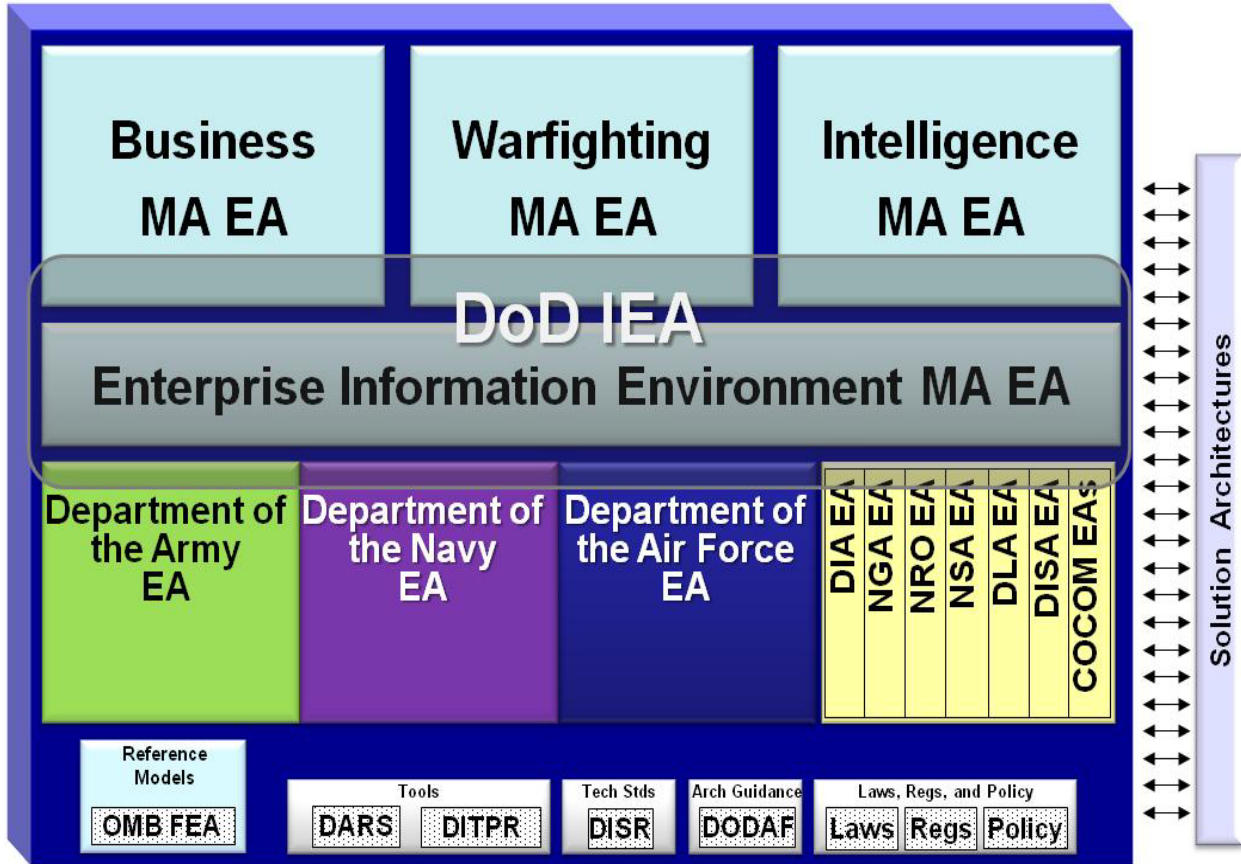 Business
MA EA
Warfighting
MA EA
Intelligence
MA EA
DoD IEA
Enterprise Information Environment MA EA
Department of
the Army
EA
Department of
the Navy
EA
Department of
the Air Force
EA
DIA EA
NGA EA
NRO EA
NSA EA
DLA EA
DISA EA
COCOM EAs
Solution Architectures
Reference
Models
OMB FEA
Tools
DARS
DITPR
Tech Stds
DISR
Arch Guidance
DODAF
Laws, Regs, and Policy
Laws
Regs
Policy